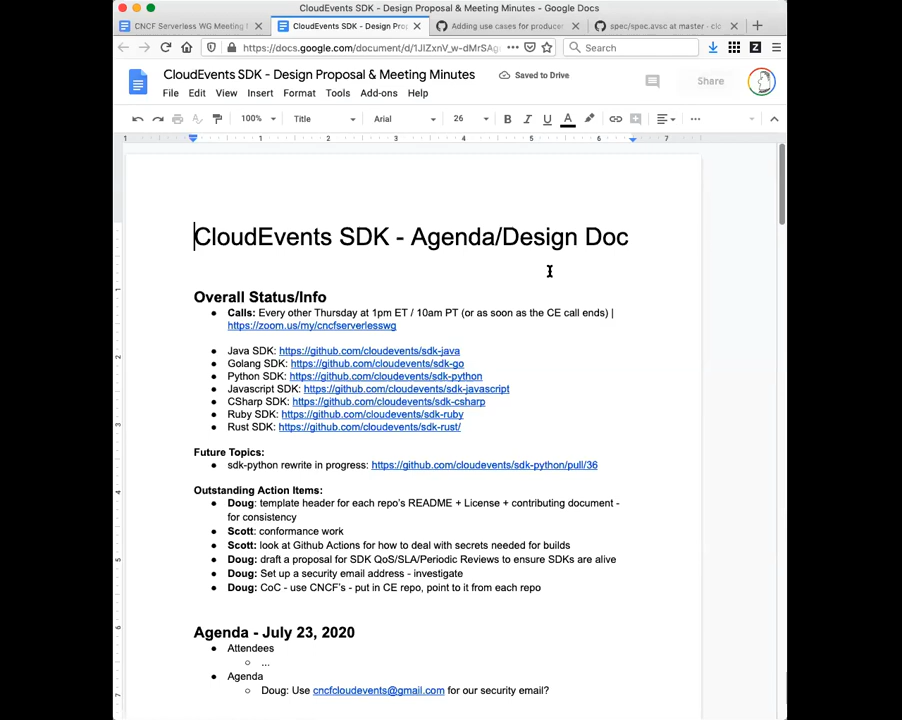 CloudEvents SDK - Design Proposal & Meeting Minutes - Google Docs
CNCF Serverless WG Meeting
CloudEvents SDK - Design Pro
Adding use cases for producer
spec/spec.avsc at master · clo
https://docs.google.com/document/d/1JIZxnV_w-dMrSAg
Search
CloudEvents SDK - Design Proposal & Meeting Minutes
Saved to Drive
Share
File Edit View Insert Format Tools Add-ons Help
100% Title Arial 26 B I U A
1 1 2 3 4 5 6 7
CloudEvents SDK - Agenda/Design Doc
Overall Status/Info
● Calls: Every other Thursday at 1pm ET / 10am PT (or as soon as the CE call ends) |
https://zoom.us/my/cncfserverlesswg
● Java SDK: https://github.com/cloudevents/sdk-java
● Golang SDK: https://github.com/cloudevents/sdk-go
● Python SDK: https://github.com/cloudevents/sdk-python
● Javascript SDK: https://github.com/cloudevents/sdk-javascript
● CSharp SDK: https://github.com/cloudevents/sdk-csharp
● Ruby SDK: https://github.com/cloudevents/sdk-ruby
● Rust SDK: https://github.com/cloudevents/sdk-rust/
Future Topics:
● sdk-python rewrite in progress: https://github.com/cloudevents/sdk-python/pull/36
Outstanding Action Items:
● Doug: template header for each repo's README + License + contributing document -
for consistency
● Scott: conformance work
● Scott: look at Github Actions for how to deal with secrets needed for builds
● Doug: draft a proposal for SDK QoS/SLA/Periodic Reviews to ensure SDKs are alive
● Doug: Set up a security email address - investigate
● Doug: CoC - use CNCF's - put in CE repo, point to it from each repo
Agenda - July 23, 2020
● Attendees
○ ...
● Agenda
○ Doug: Use cncfcloudevents@gmail.com for our security email?